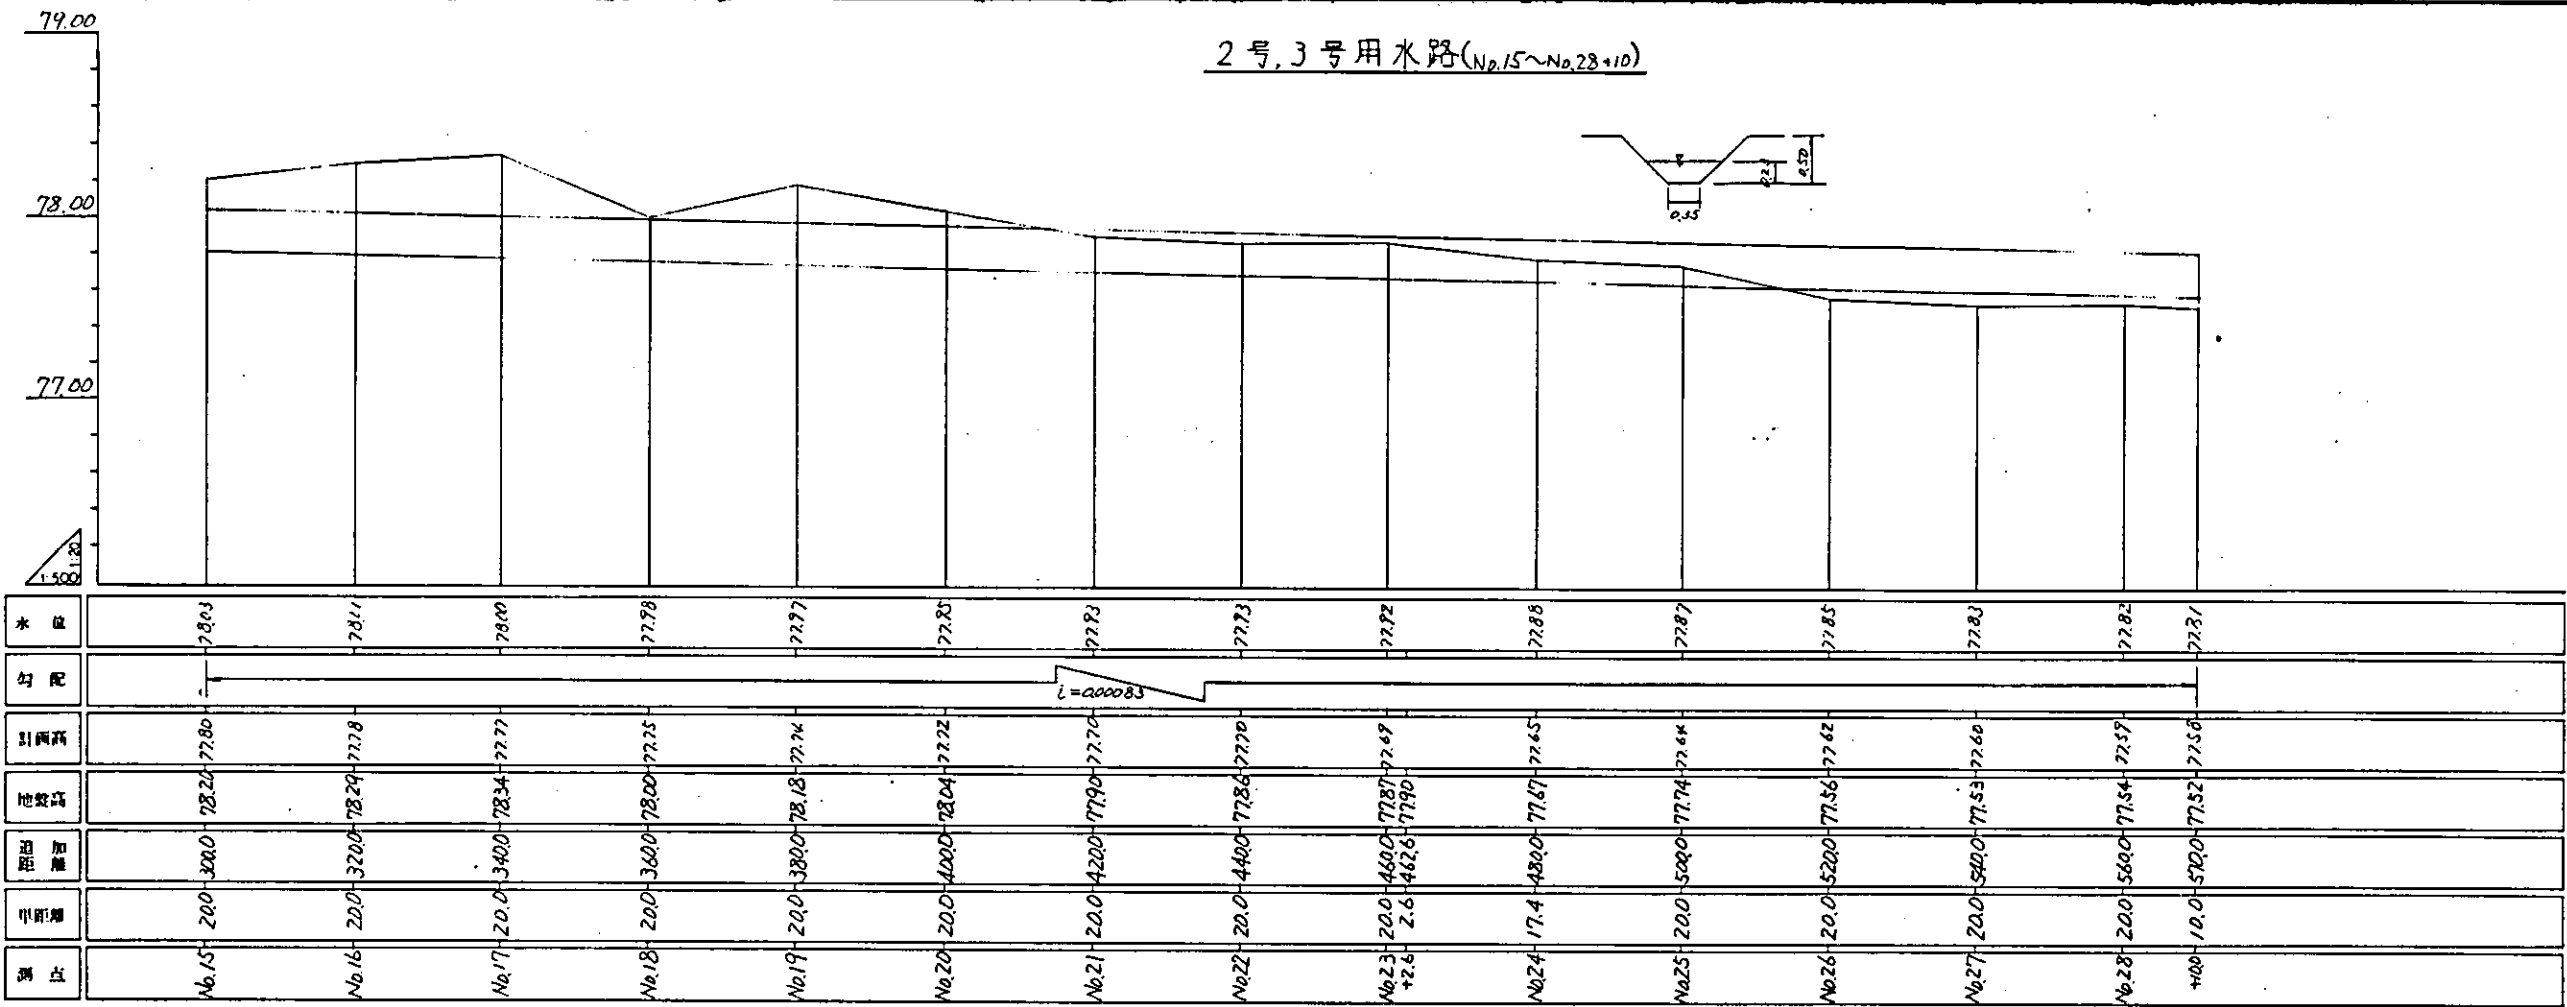 79.00
2号,3号用水路(No.15～No.28+10)
78.00
77.00
0.23
0.50
0.35
1:20
1:500
水位 78.03 78.11 78.00 77.98 77.97 77.95 77.93 77.93 77.92 77.88 77.87 77.85 77.83 77.82 77.81
勾配 i=0.00083
計画高 77.80 77.78 77.77 77.75 77.74 77.72 77.70 77.70 77.69 77.65 77.64 77.62 77.60 77.59 77.58
地盤高 78.20 78.29 78.34 78.00 78.18 78.04 77.90 77.86 77.87 77.90 77.67 77.74 77.56 77.53 77.54 77.52
追加距離 300.0 320.0 340.0 360.0 380.0 400.0 420.0 440.0 460.0 462.6 480.0 500.0 520.0 540.0 560.0 570.0
単距離 20.0 20.0 20.0 20.0 20.0 20.0 20.0 20.0 20.0 2.6 17.4 20.0 20.0 20.0 20.0 10.0
測点 No.15 No.16 No.17 No.18 No.19 No.20 No.21 No.22 No.23 +2.6 No.24 No.25 No.26 No.27 No.28 +10.0